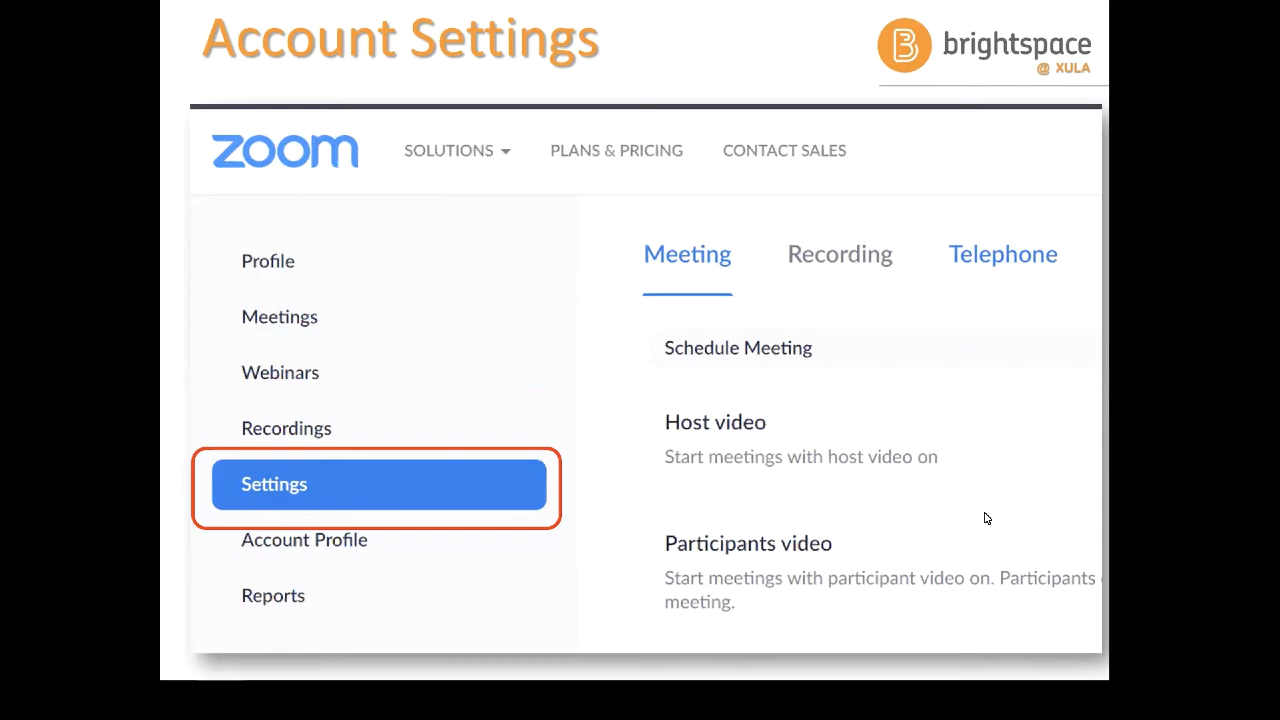 Account Settings
brightspace
@ XULA
zoom
SOLUTIONS PLANS & PRICING CONTACT SALES
Profile
Meetings
Webinars
Recordings
Settings
Account Profile
Reports
Meeting Recording Telephone
Schedule Meeting
Host video
Start meetings with host video on
Participants video
Start meetings with participant video on. Participants
meeting.